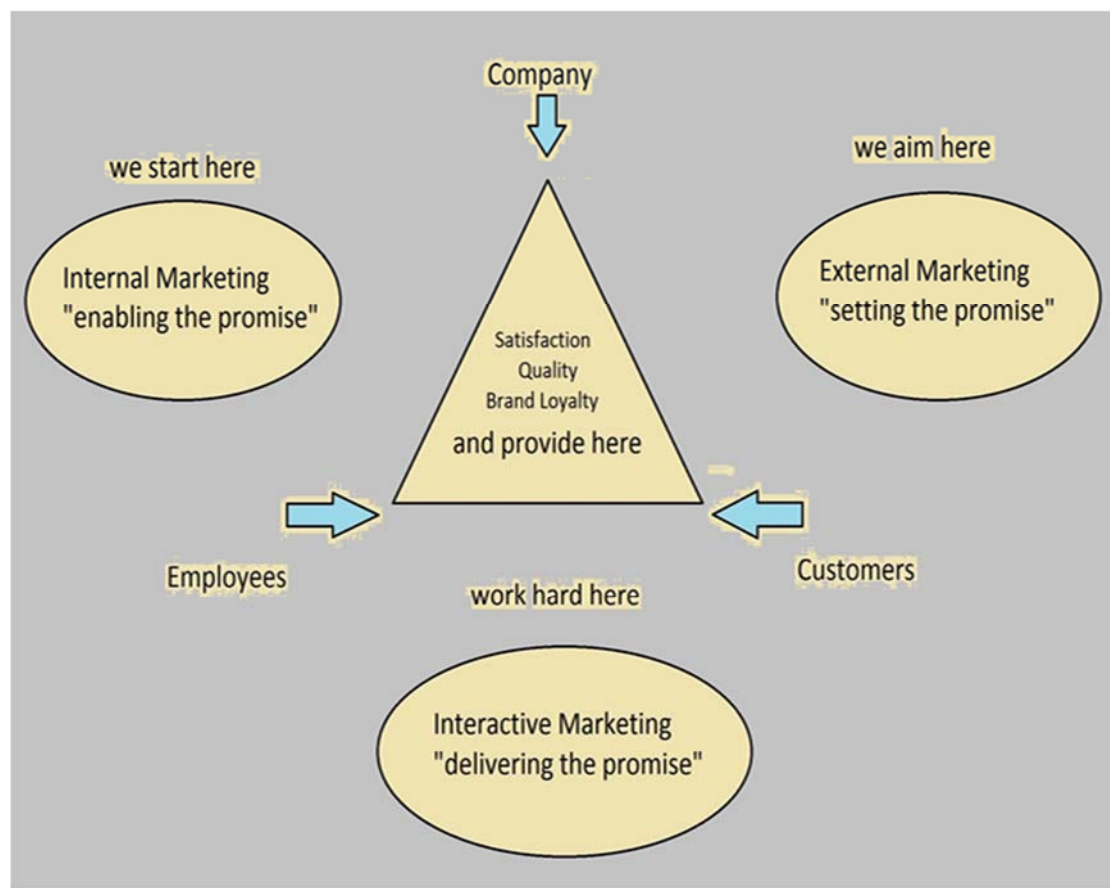 Company
we start here
we aim here
Internal Marketing
"enabling the promise"
External Marketing
"setting the promise"
Satisfaction
Quality
Brand Loyalty
and provide here
Employees
Customers
work hard here
Interactive Marketing
"delivering the promise"